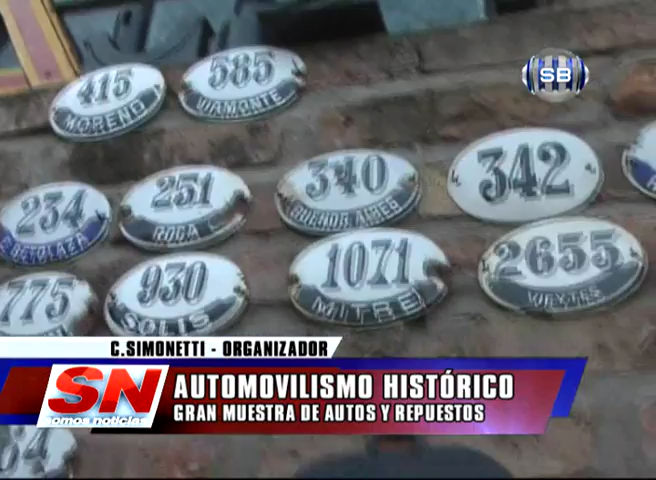 415
MORENO
585
VIAMONTE
SB
234
251
ROCA
340
BUENOS AIRES
342
775
930
SOLIS
1071
MITRE
2655
C.SIMONETTI - ORGANIZADOR
SN
somos noticias
AUTOMOVILISMO HISTÓRICO
GRAN MUESTRA DE AUTOS Y REPUESTOS